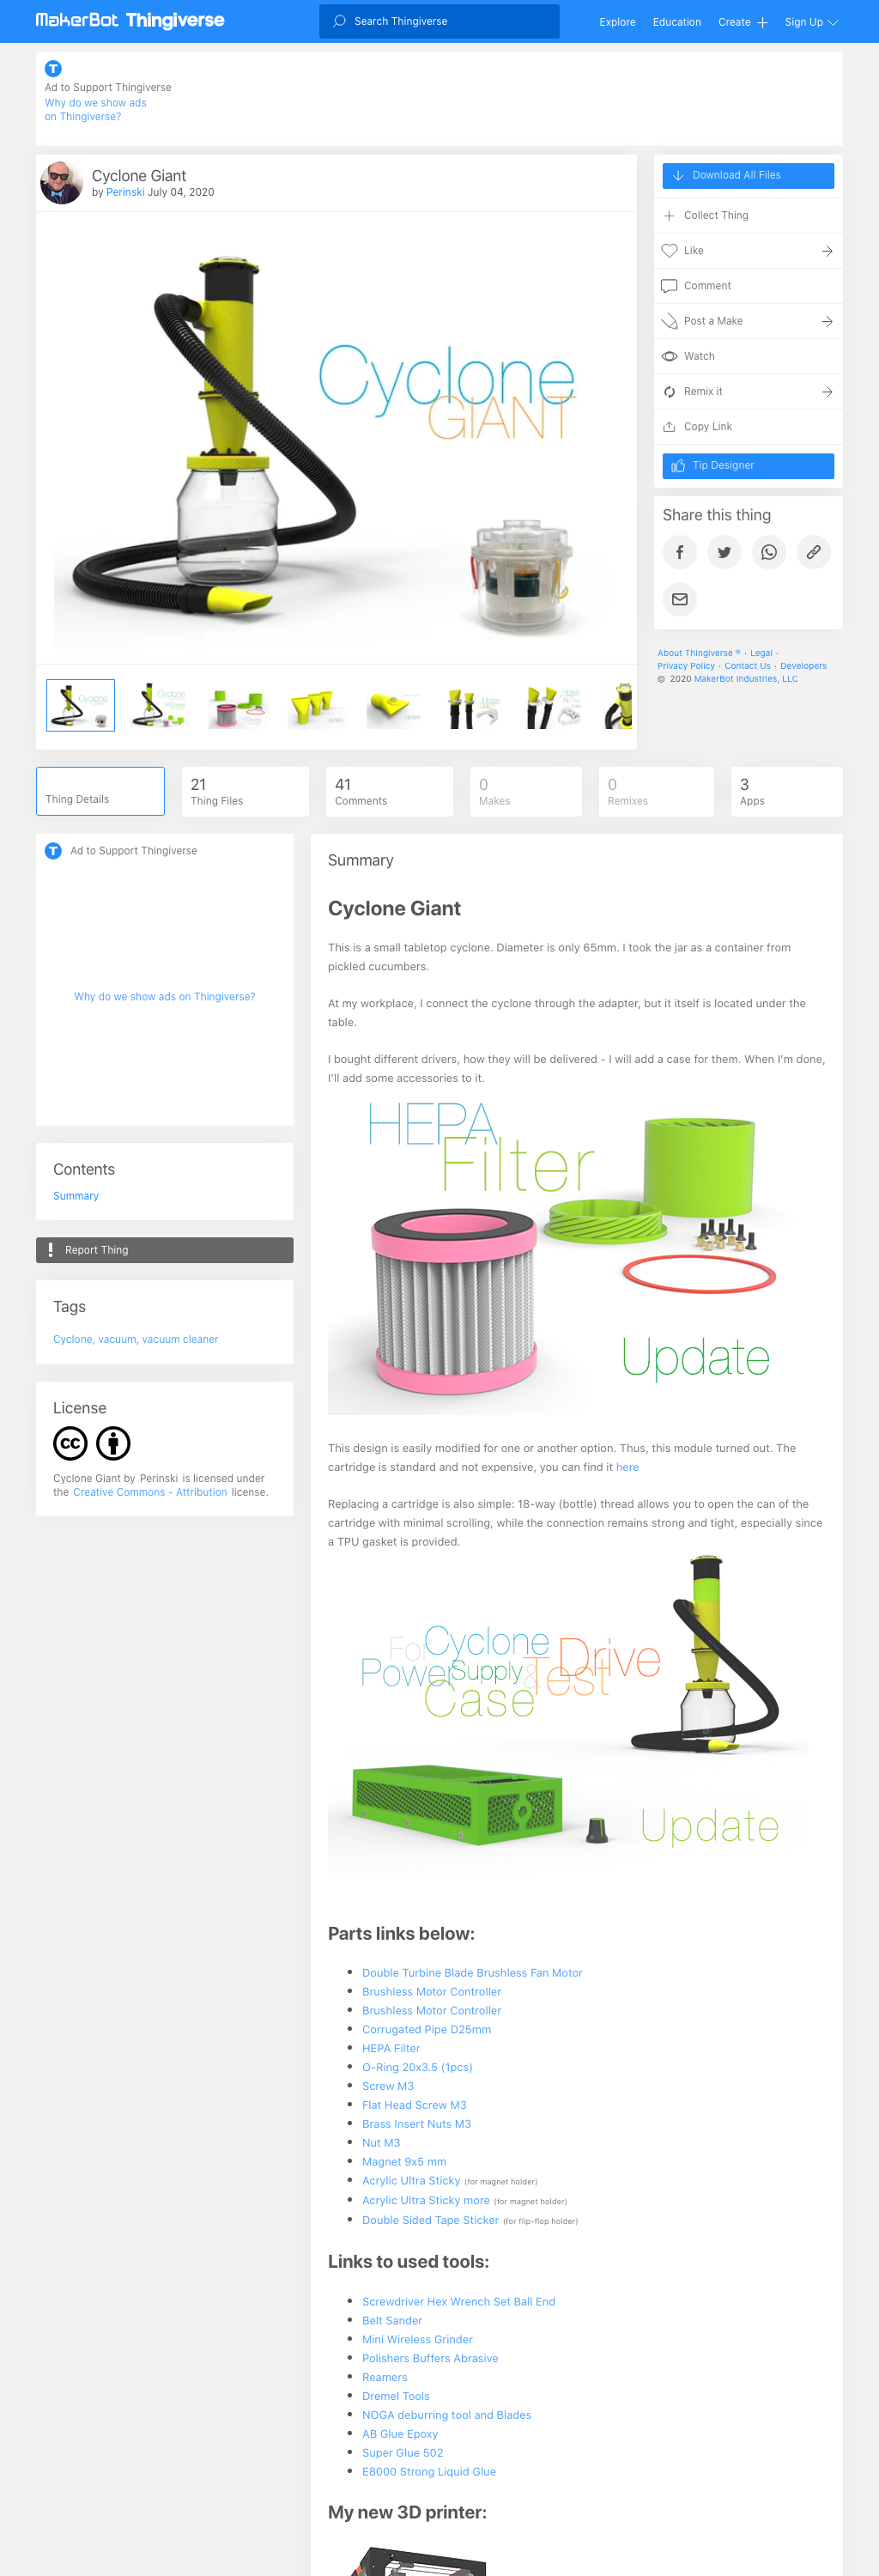 MakerBot Thingiverse
Search Thingiverse
Explore
Education
Create
Sign Up
Ad to Support Thingiverse
Why do we show ads
on Thingiverse?
Cyclone Giant
by Perinski July 04, 2020
Cyclone
GIANT
Download All Files
Collect Thing
Like
Comment
Post a Make
Watch
Remix it
Copy Link
Tip Designer
Share this thing
About Thingiverse ® · Legal ·
Privacy Policy · Contact Us · Developers
© 2020 MakerBot Industries, LLC
Thing Details
21
Thing Files
41
Comments
0
Makes
0
Remixes
3
Apps
Ad to Support Thingiverse
Why do we show ads on Thingiverse?
Contents
Summary
Report Thing
Tags
Cyclone, vacuum, vacuum cleaner
License
Cyclone Giant by Perinski is licensed under
the Creative Commons - Attribution license.
Summary
Cyclone Giant
This is a small tabletop cyclone. Diameter is only 65mm. I took the jar as a container from
pickled cucumbers.
At my workplace, I connect the cyclone through the adapter, but it itself is located under the
table.
I bought different drivers, how they will be delivered - I will add a case for them. When I'm done,
I'll add some accessories to it.
HEPA
Filter
Update
This design is easily modified for one or another option. Thus, this module turned out. The
cartridge is standard and not expensive, you can find it here
Replacing a cartridge is also simple: 18-way (bottle) thread allows you to open the can of the
cartridge with minimal scrolling, while the connection remains strong and tight, especially since
a TPU gasket is provided.
For Cyclone
Power Supply & Test Drive
Case
Update
Parts links below:
Double Turbine Blade Brushless Fan Motor
Brushless Motor Controller
Brushless Motor Controller
Corrugated Pipe D25mm
HEPA Filter
O-Ring 20x3.5 (1pcs)
Screw M3
Flat Head Screw M3
Brass Insert Nuts M3
Nut M3
Magnet 9x5 mm
Acrylic Ultra Sticky (for magnet holder)
Acrylic Ultra Sticky more (for magnet holder)
Double Sided Tape Sticker (for flip-flop holder)
Links to used tools:
Screwdriver Hex Wrench Set Ball End
Belt Sander
Mini Wireless Grinder
Polishers Buffers Abrasive
Reamers
Dremel Tools
NOGA deburring tool and Blades
AB Glue Epoxy
Super Glue 502
E8000 Strong Liquid Glue
My new 3D printer: